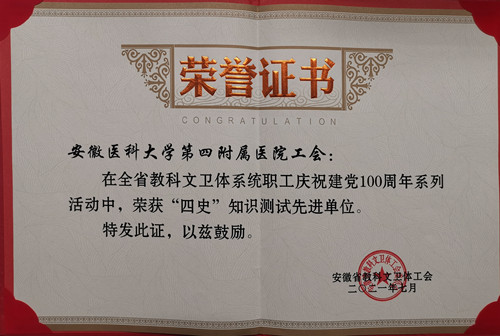 荣誉证书
CONGRATULATION
安徽医科大学第四附属医院工会：
在全省教科文卫体系统职工庆祝建党100周年系列
活动中，荣获“四史”知识测试先进单位。
特发此证，以兹鼓励。
安徽省教科文卫体工会
二〇二一年七月